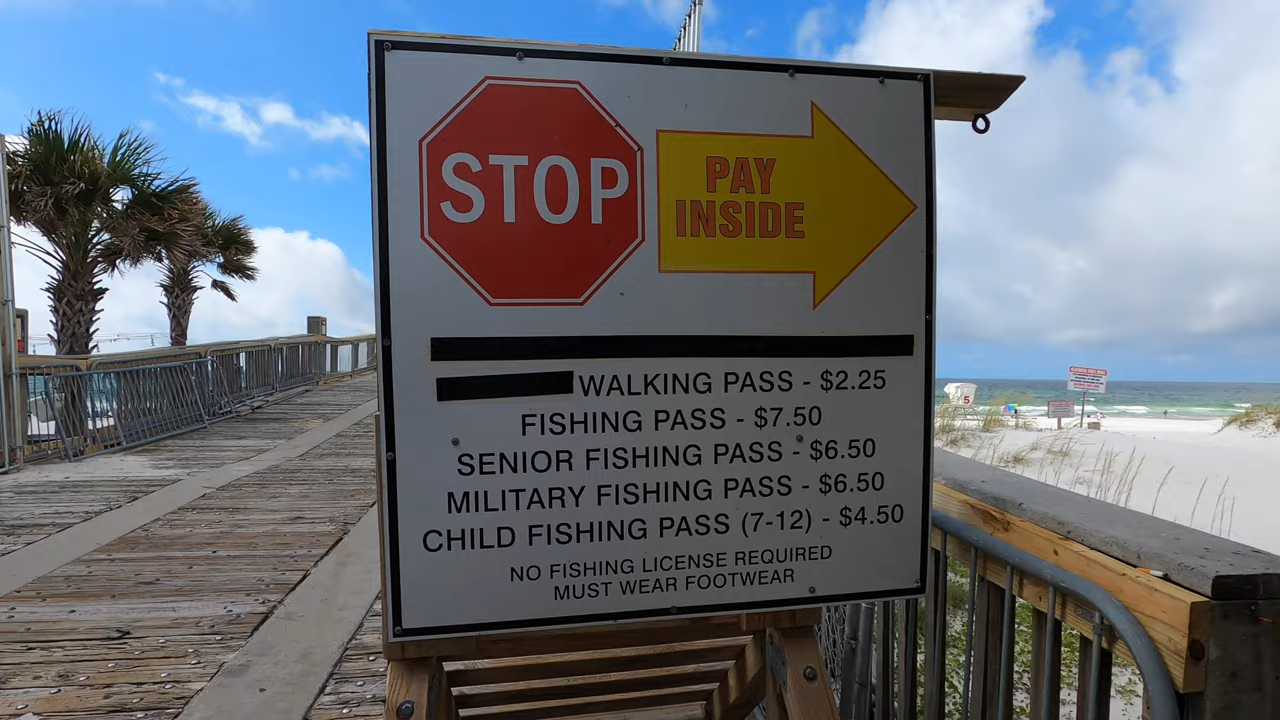 STOP
PAY
INSIDE
WALKING PASS - $2.25
FISHING PASS - $7.50
SENIOR FISHING PASS - $6.50
MILITARY FISHING PASS - $6.50
CHILD FISHING PASS (7-12) - $4.50
NO FISHING LICENSE REQUIRED
MUST WEAR FOOTWEAR
5